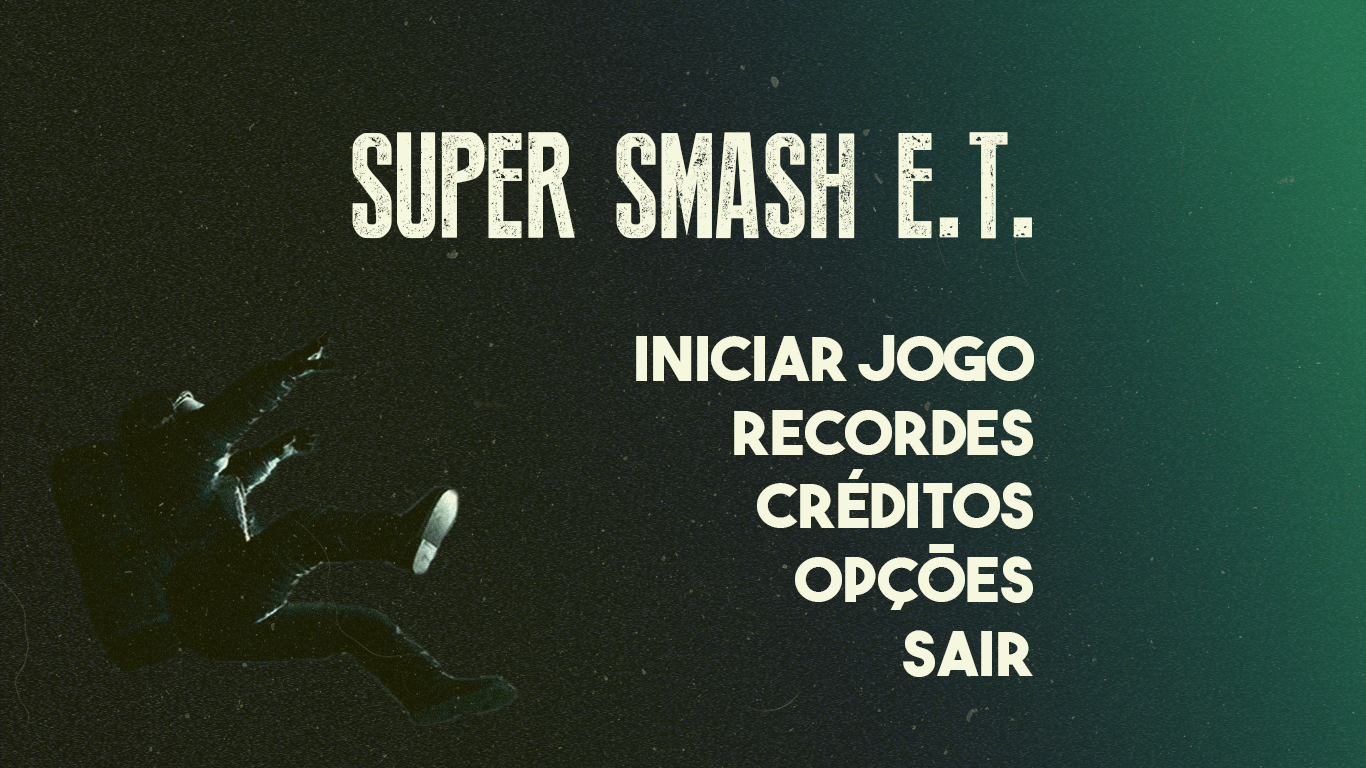 SUPER SMASH E.T.
INICIAR JOGO
RECORDES
CRÉDITOS
OPÇÕES
SAIR